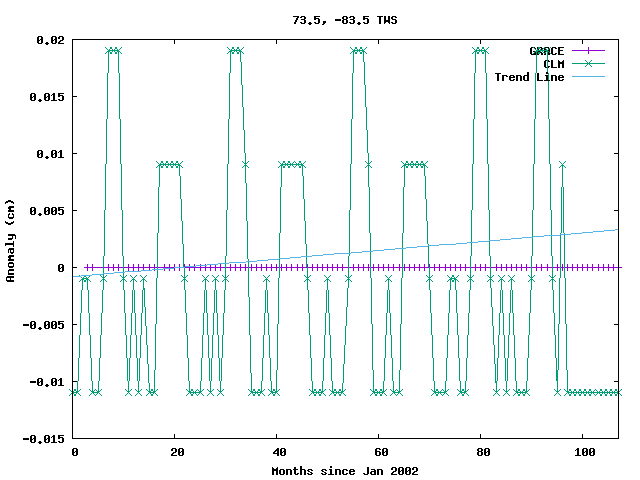 73.5, -83.5 TWS
GRACE
CLM
Trend Line
0.02
0.015
0.01
0.005
0
-0.005
-0.01
-0.015
Anomaly (cm)
0 20 40 60 80 100
Months since Jan 2002